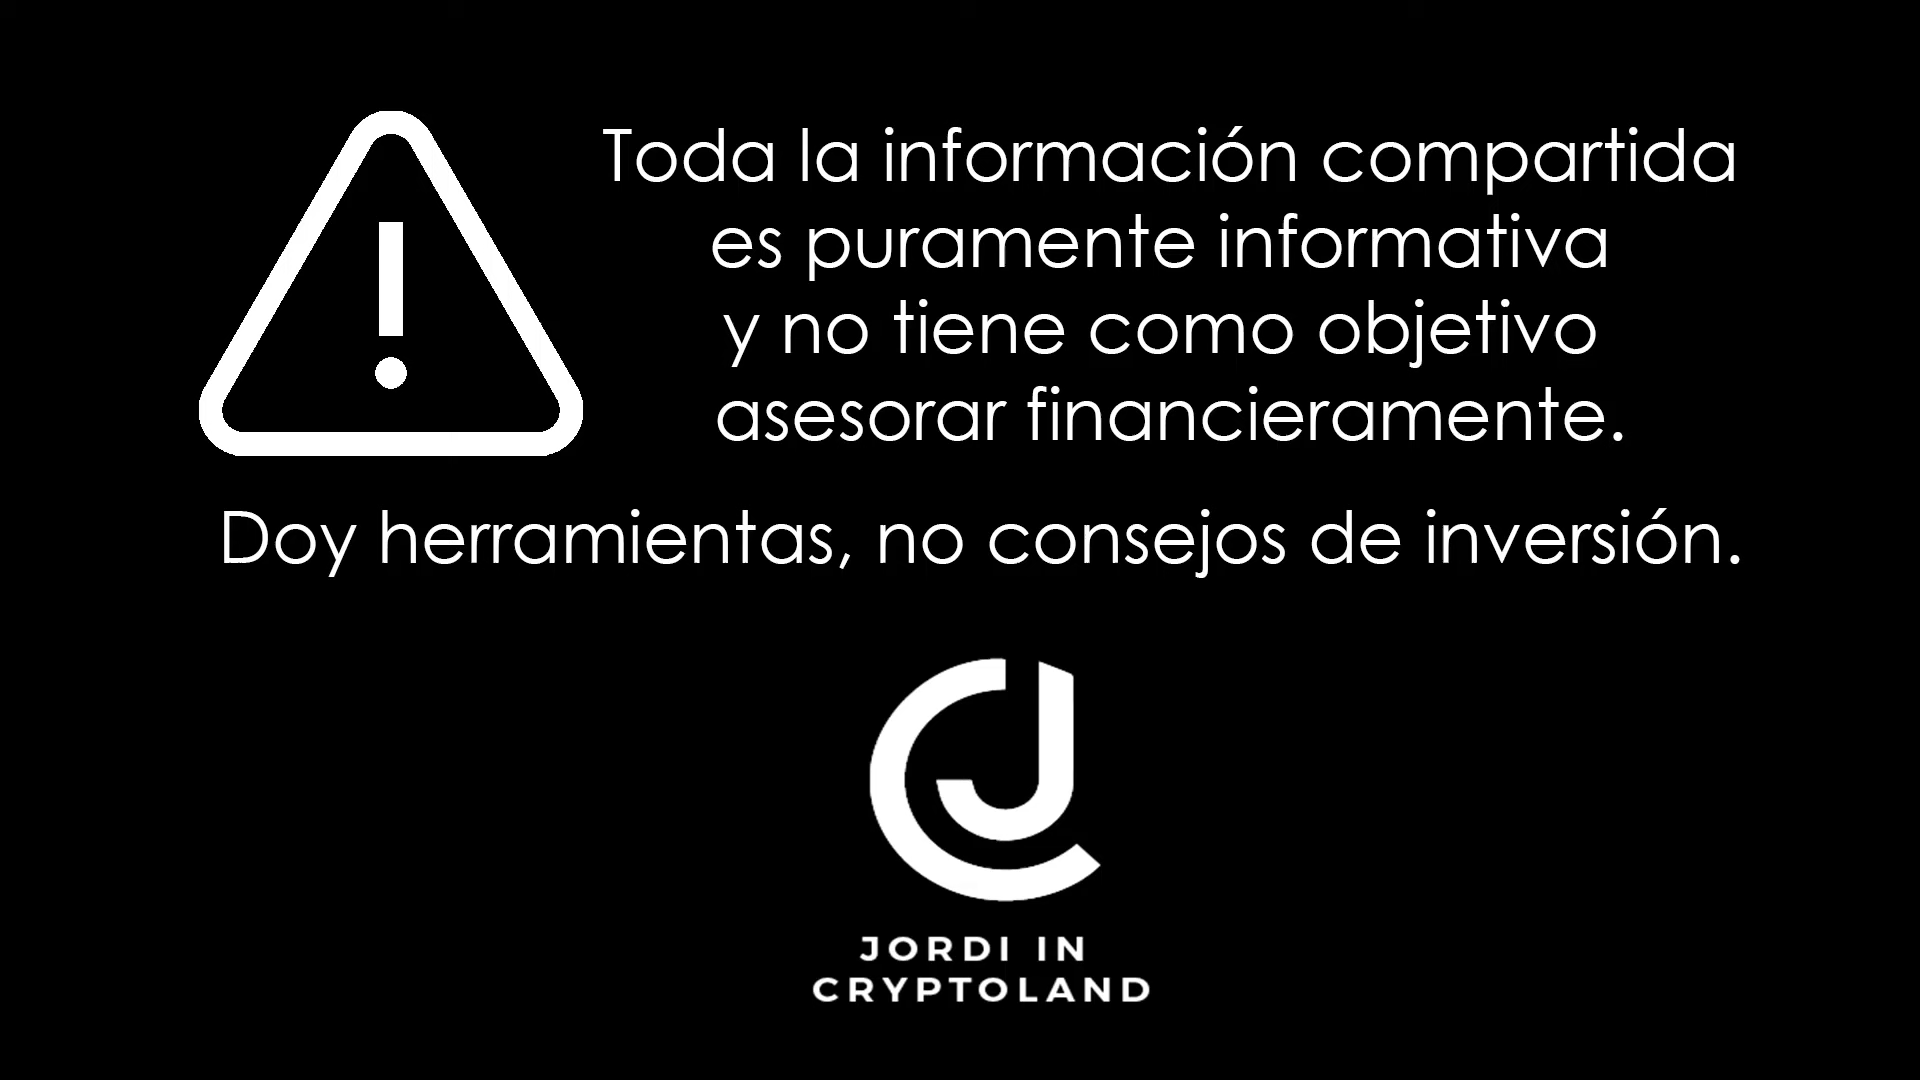 Toda la información compartida
es puramente informativa
y no tiene como objetivo
asesorar financieramente.
Doy herramientas, no consejos de inversión.
JORDI IN
CRYPTOLAND